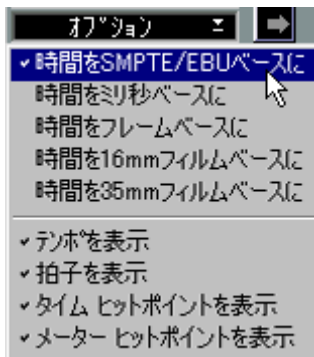 オプション
時間をSMPTE/EBUベースに
時間をミリ秒ベースに
時間をフレームベースに
時間を16mmフィルムベースに
時間を35mmフィルムベースに
テンポを表示
拍子を表示
タイム ヒットポイントを表示
メーター ヒットポイントを表示